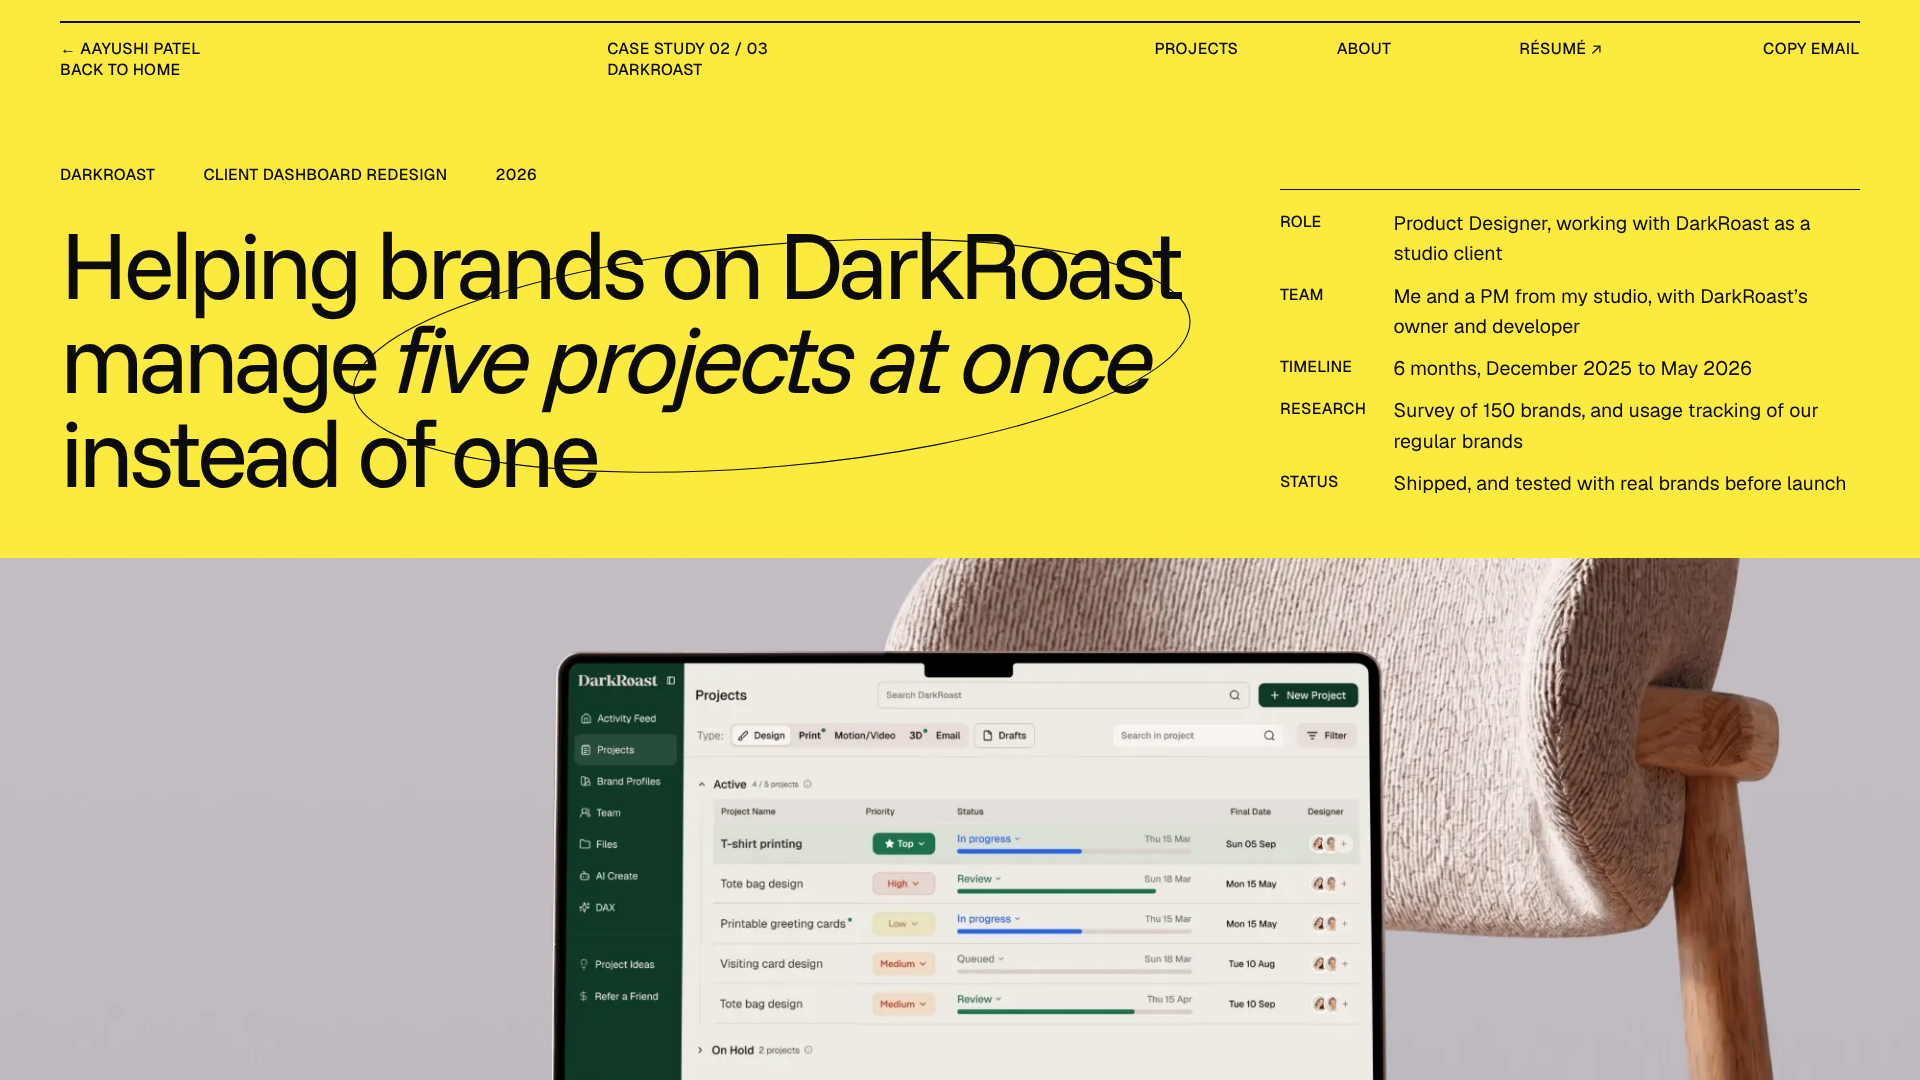 ← AAYUSHI PATEL
BACK TO HOME
CASE STUDY 02 / 03
DARKROAST
PROJECTS
ABOUT
RÉSUMÉ ↗
COPY EMAIL
DARKROAST
CLIENT DASHBOARD REDESIGN
2026
Helping brands on DarkRoast
manage five projects at once
instead of one
ROLE
Product Designer, working with DarkRoast as a
studio client
TEAM
Me and a PM from my studio, with DarkRoast’s
owner and developer
TIMELINE
6 months, December 2025 to May 2026
RESEARCH
Survey of 150 brands, and usage tracking of our
regular brands
STATUS
Shipped, and tested with real brands before launch
DarkRoast
Activity Feed
Projects
Brand Profiles
Team
Files
AI Create
DAX
Project Ideas
Refer a Friend
Projects
Search DarkRoast
+ New Project
Type:
Design
Print
Motion/Video
3D
Email
Drafts
Search in project
Filter
Active 4 / 5 projects
Project Name
Priority
Status
Final Date
Designer
T-shirt printing
Top
In progress
Thu 15 Mar
Sun 05 Sep
+
Tote bag design
High
Review
Sun 18 Mar
Mon 15 May
+
Printable greeting cards
Low
In progress
Thu 15 Mar
Mon 15 May
+
Visiting card design
Medium
Queued
Sun 18 Mar
Tue 10 Aug
+
Tote bag design
Medium
Review
Thu 15 Apr
Tue 10 Sep
+
On Hold 2 projects